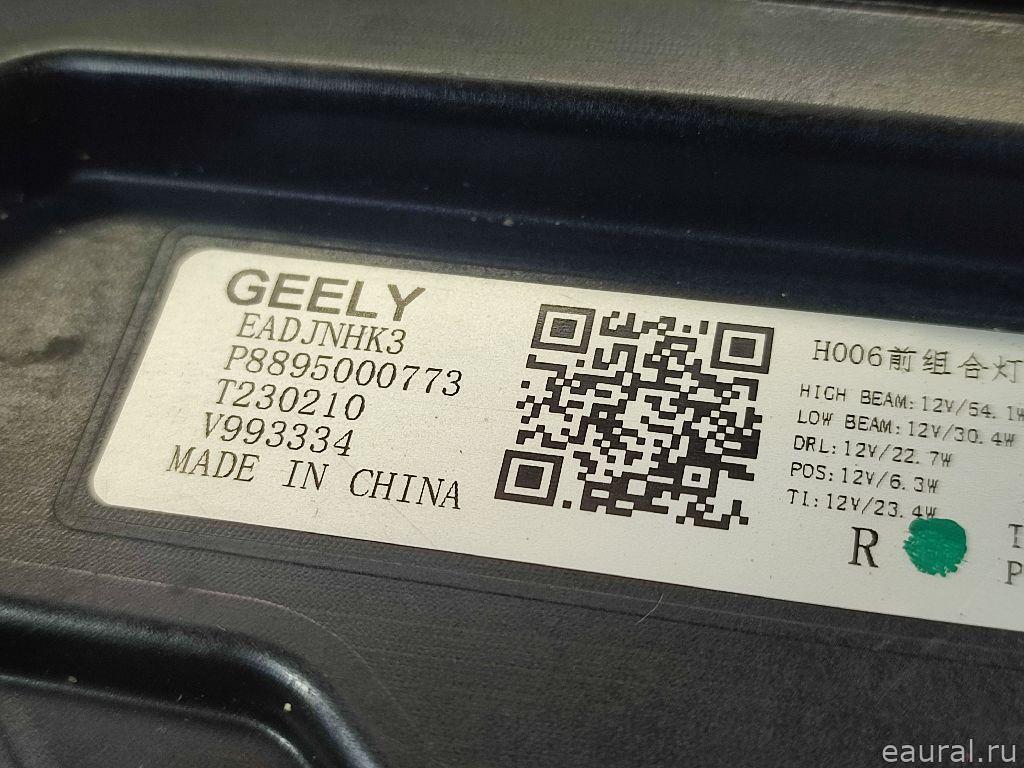 GEELY
EADJNHK3
P8895000773
T230210
V993334
MADE IN CHINA
H006前组合灯
HIGH BEAM:12V/54.1W
LOW BEAM:12V/30.4W
DRL:12V/22.7W
POS:12V/6.3W
TI:12V/23.4W
R
eaural.ru